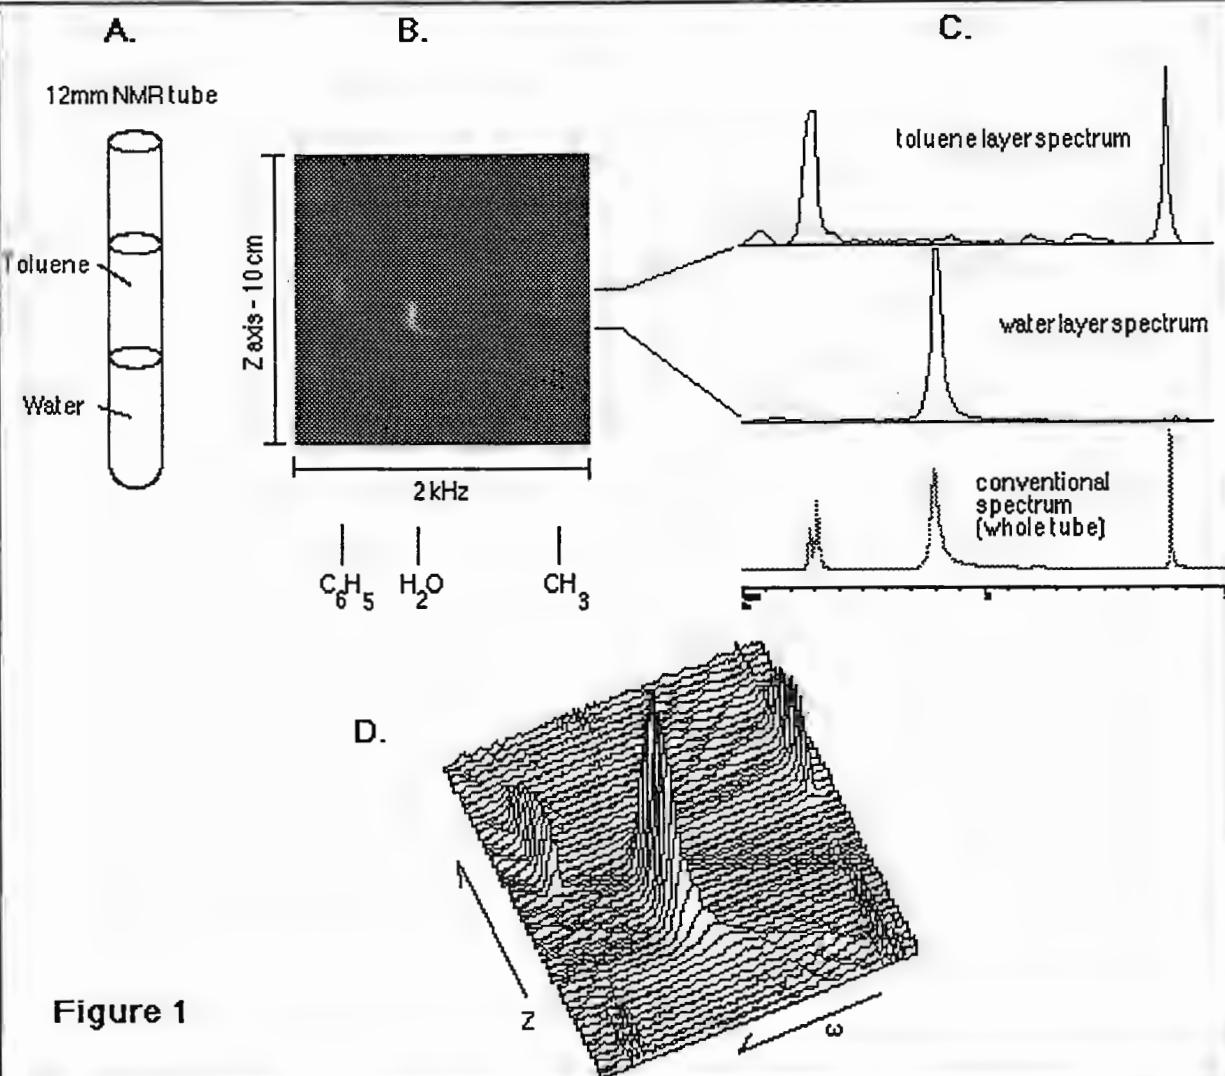 A.
B.
C.
12mm NMR tube
toluene layer spectrum
Toluene
Z axis - 10 cm
water layer spectrum
Water
2 kHz
conventional
spectrum
(whole tube)
C6H5
H2O
CH3
D.
Z
ω
Figure 1